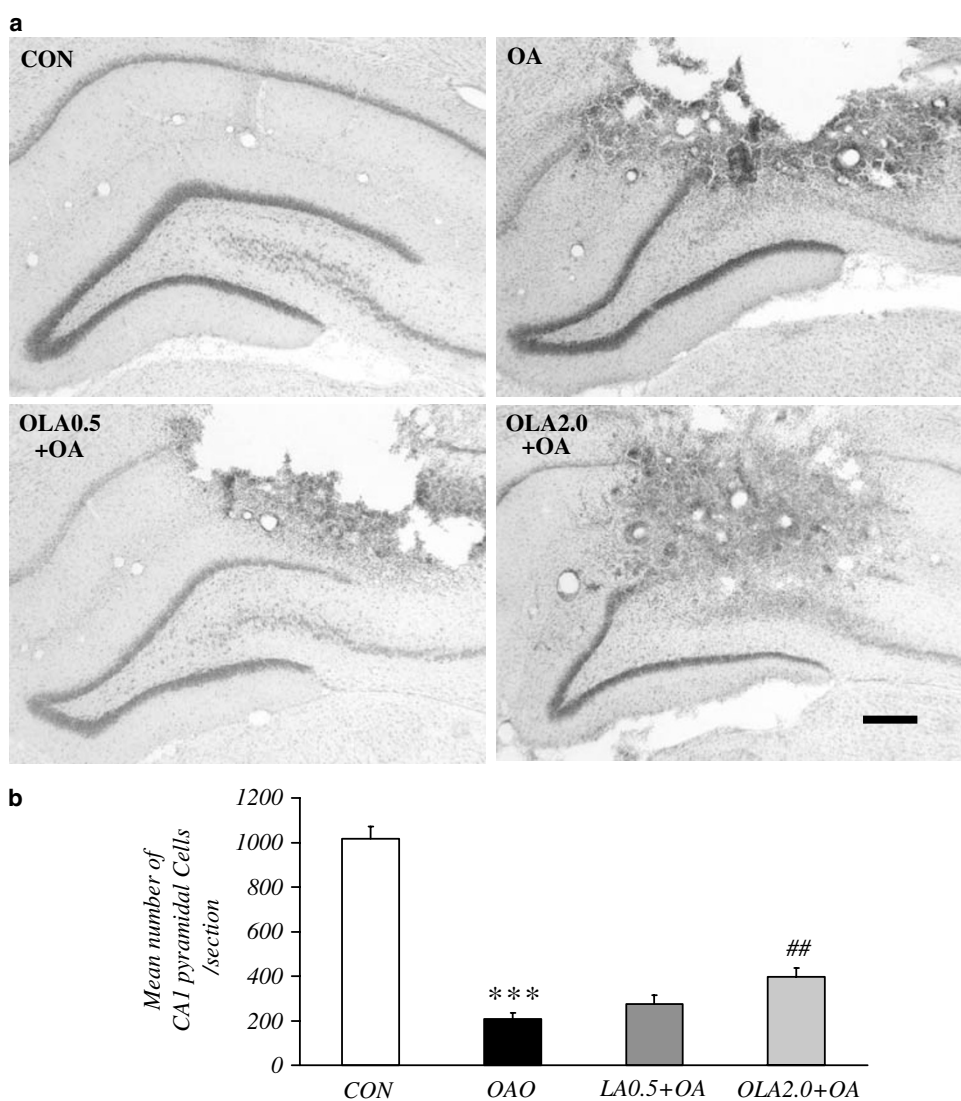 a
CON
OA
OLA0.5
+OA
OLA2.0
+OA
b
Mean number of
CA1 pyramidal Cells
/section
1200
1000
800
600
400
200
0
***
##
CON
OAO
LA0.5+OA
OLA2.0+OA